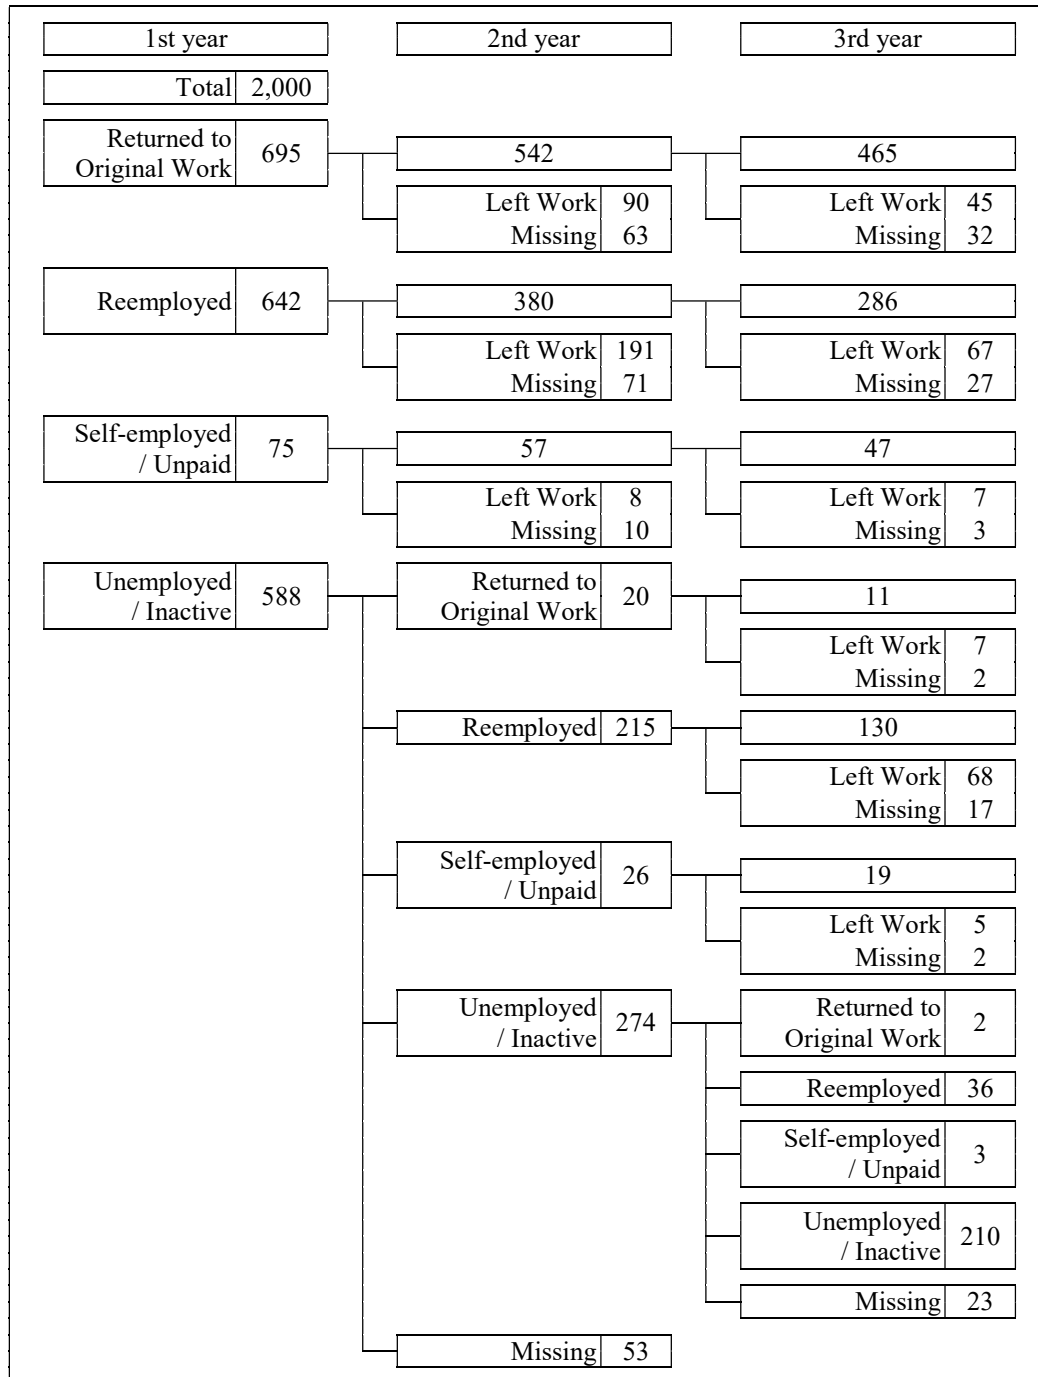 1st year 2nd year 3rd year
Total 2,000
Returned to
Original Work 695 542 465
Left Work 90 Left Work 45
Missing 63 Missing 32
Reemployed 642 380 286
Left Work 191 Left Work 67
Missing 71 Missing 27
Self-employed
/ Unpaid 75 57 47
Left Work 8 Left Work 7
Missing 10 Missing 3
Unemployed Returned to
/ Inactive 588 Original Work 20 11
Left Work 7
Missing 2
Reemployed 215 130
Left Work 68
Missing 17
Self-employed
/ Unpaid 26 19
Left Work 5
Missing 2
Unemployed Returned to
/ Inactive 274 Original Work 2
Reemployed 36
Self-employed
/ Unpaid 3
Unemployed
/ Inactive 210
Missing 23
Missing 53